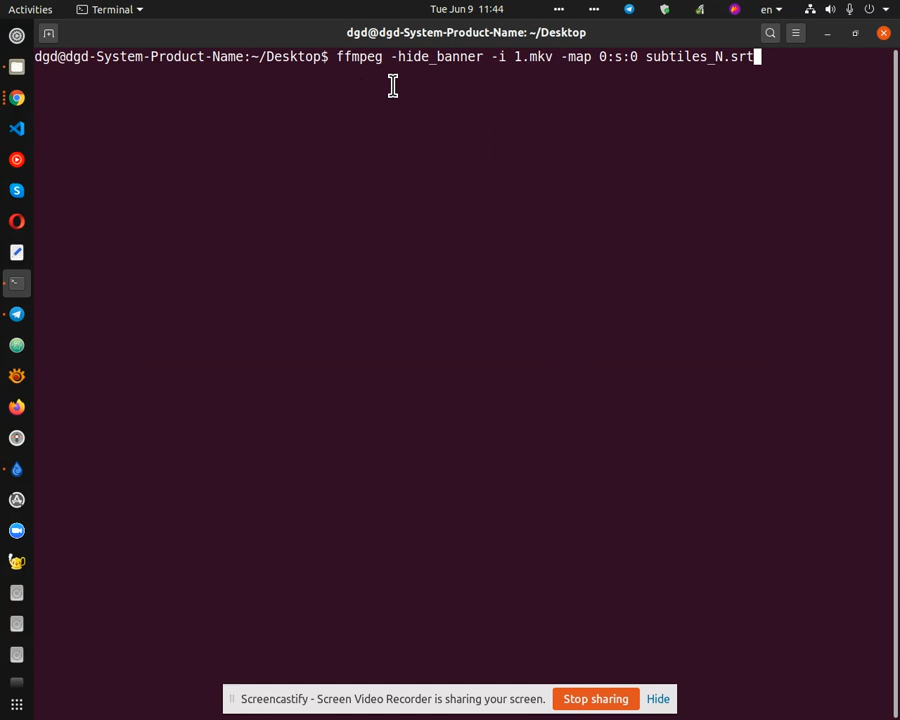 Activities
Terminal
Tue Jun 9 11:44
en
dgd@dgd-System-Product-Name: ~/Desktop
dgd@dgd-System-Product-Name:~/Desktop$ ffmpeg -hide_banner -i 1.mkv -map 0:s:0 subtiles_N.srt
Screencastify - Screen Video Recorder is sharing your screen.
Stop sharing
Hide